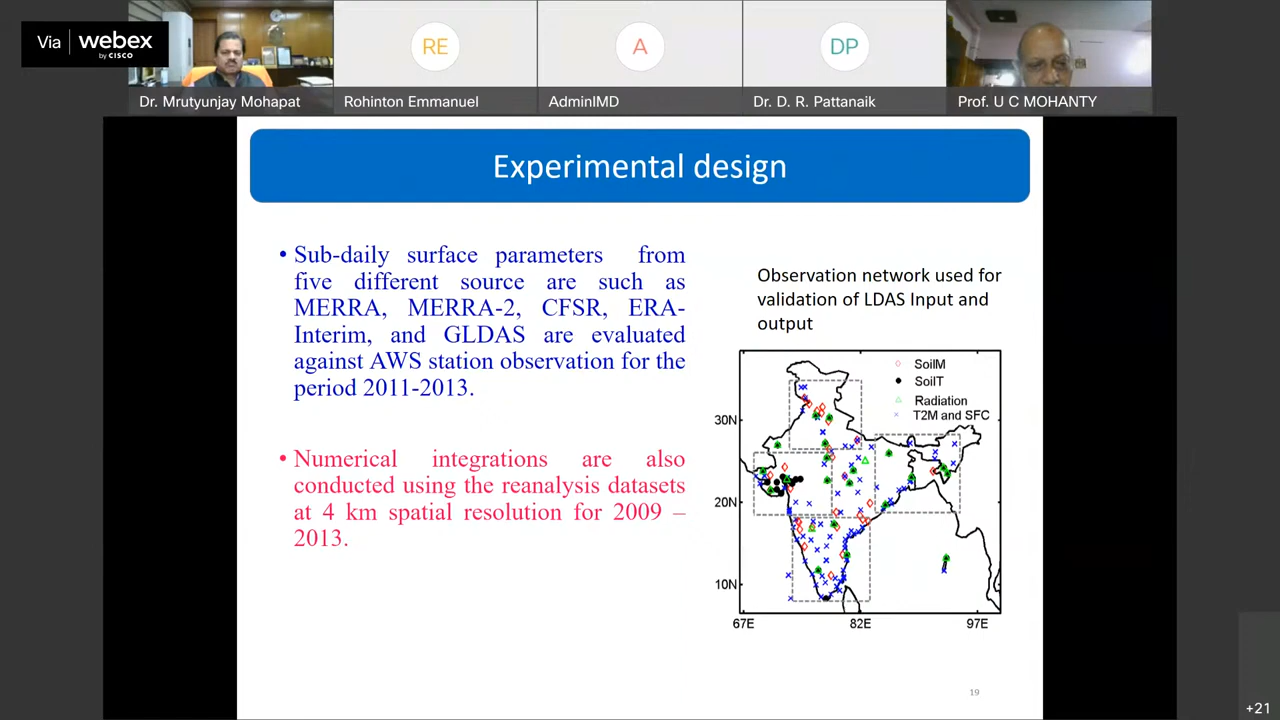 Via webex
by CISCO
RE
A
DP
Dr. Mrutyunjay Mohapat
Rohinton Emmanuel
AdminIMD
Dr. D. R. Pattanaik
Prof. U C MOHANTY
Experimental design
• Sub-daily surface parameters from
five different source are such as
MERRA, MERRA-2, CFSR, ERA-
Interim, and GLDAS are evaluated
against AWS station observation for the
period 2011-2013.
• Numerical integrations are also
conducted using the reanalysis datasets
at 4 km spatial resolution for 2009 –
2013.
Observation network used for
validation of LDAS Input and
output
SoilM
SoilT
Radiation
T2M and SFC
30N
20N
10N
67E
82E
97E
19
+21